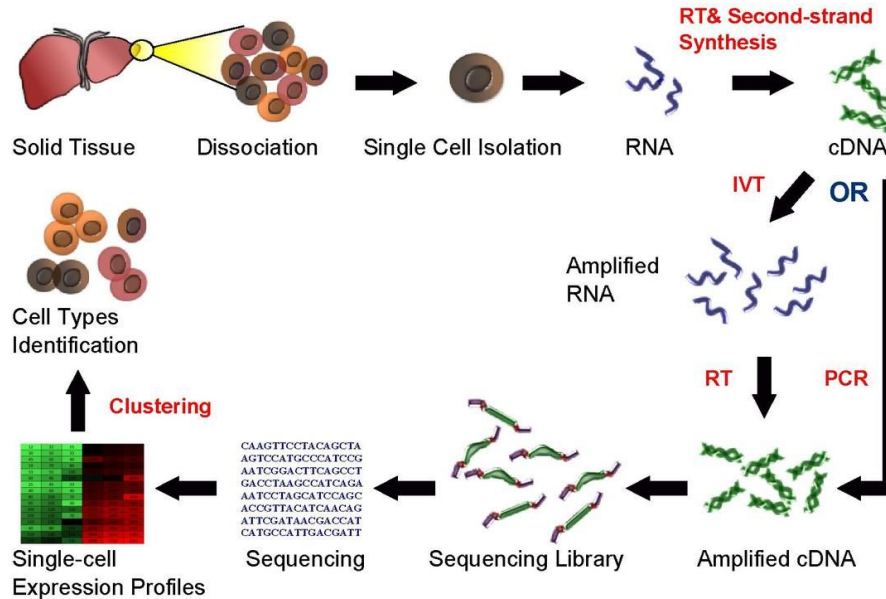 RT& Second-strand
Synthesis
Solid Tissue
Dissociation
Single Cell Isolation
RNA
cDNA
IVT
OR
Amplified
RNA
Cell Types
Identification
RT
PCR
Clustering
CAAGTTCCTACAGCTA
AGTCCATGCCCATCCG
AATCGGACTTCAGCCT
GACCTAAGCCATCAGA
AATCCTAGCATCCAGC
ACCGTTACATCAACAG
ATTCGATAACGACCAT
CATGCCATTGACGATT
Single-cell
Expression Profiles
Sequencing
Sequencing Library
Amplified cDNA